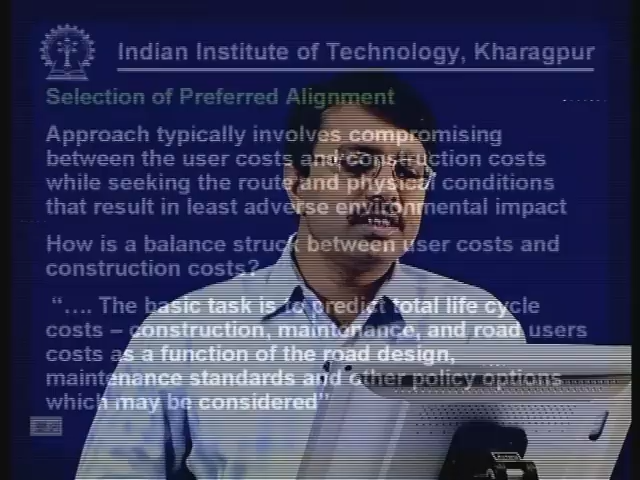 Indian Institute of Technology, Kharagpur
Selection of Preferred Alignment
Approach typically involves compromising
between the user costs and construction costs
while seeking the route and physical conditions
that result in least adverse environmental impact
How is a balance struck between user costs and
construction costs?
“.... The basic task is to predict total life cycle
costs – construction, maintenance, and road users
costs as a function of the road design,
maintenance standards and other policy options
which may be considered”